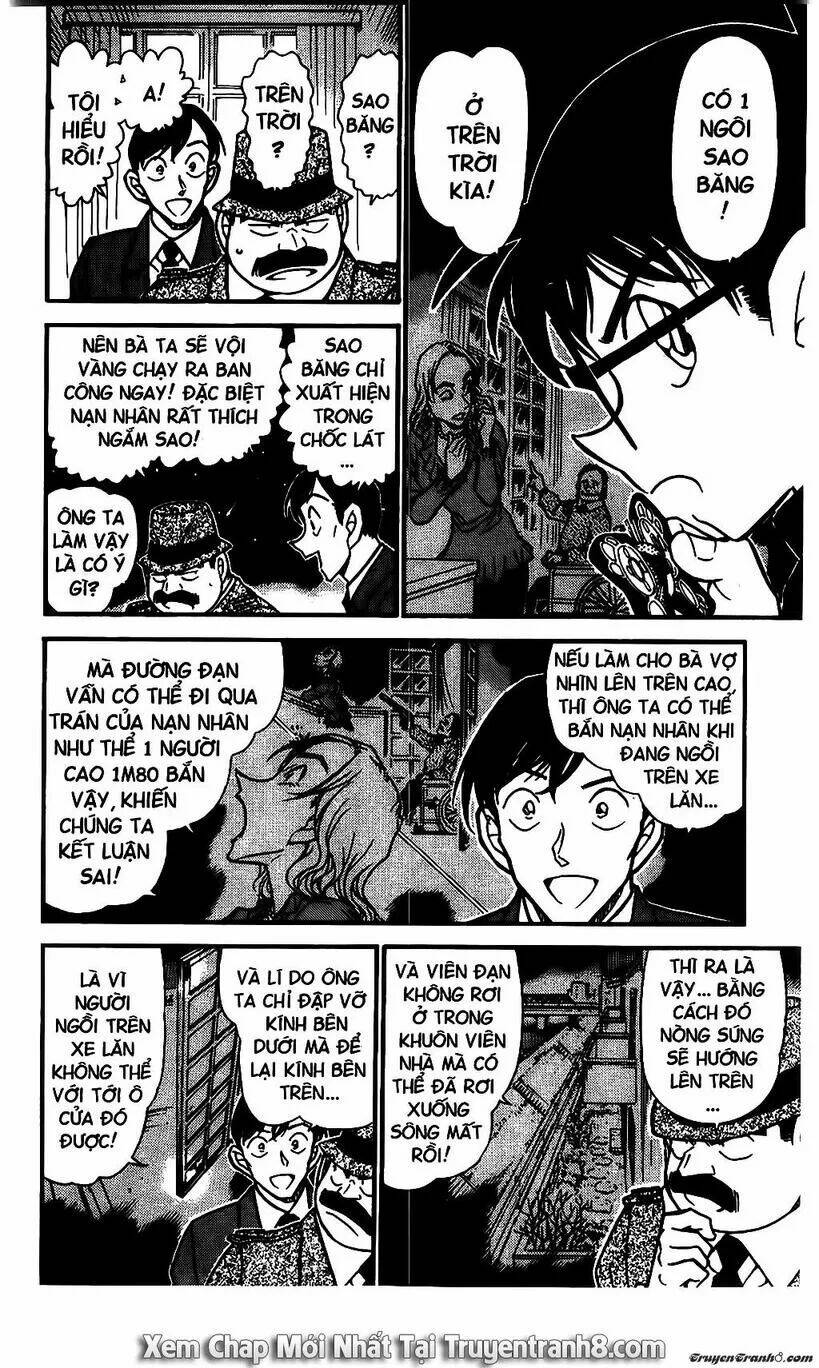 CÓ 1
NGÔI
SAO
BĂNG
!
Ở
TRÊN
TRỜI
KÌA!
SAO
BĂNG
?
TRÊN
TRỜI
?
A!
TÔI
HIỂU
RỒI!
SAO
BĂNG CHỈ
XUẤT HIỆN
TRONG
CHỐC LÁT
...
NÊN BÀ TA SẼ VỘI
VÀNG CHẠY RA BAN
CÔNG NGAY! ĐẶC BIỆT
NẠN NHÂN RẤT THÍCH
NGẮM SAO!
ÔNG TA
LÀM VẬY
LÀ CÓ Ý
GÌ?
NẾU LÀM CHO BÀ VỢ
NHÌN LÊN TRÊN CAO,
THÌ ÔNG TA CÓ THỂ
BẮN NẠN NHÂN KHI
ĐANG NGỒI
TRÊN XE
LĂN...
MÀ ĐƯỜNG ĐẠN
VẪN CÓ THỂ ĐI QUA
TRÁN CỦA NẠN NHÂN
NHƯ THỂ 1 NGƯỜI
CAO 1M80 BẮN
VẬY, KHIẾN
CHÚNG TA
KẾT LUẬN
SAI!
THÌ RA LÀ
VẬY... BẰNG
CÁCH ĐÓ
NÒNG SÚNG
SẼ HƯỚNG
LÊN TRÊN
...
VÀ VIÊN ĐẠN
KHÔNG RƠI
Ở TRONG
KHUÔN VIÊN
NHÀ MÀ CÓ
THỂ ĐÃ RƠI
XUỐNG
SÔNG MẤT
RỒI!
VÀ LÍ DO ÔNG
TA CHỈ ĐẬP VỠ
KÍNH BÊN
DƯỚI MÀ ĐỂ
LẠI KÍNH BÊN
TRÊN...
LÀ VÌ
NGƯỜI
NGỒI TRÊN
XE LĂN
KHÔNG THỂ
VỚI TỚI Ô
CỬA ĐÓ
ĐƯỢC!
Xem Chap Mới Nhất Tại Truyentranh8.com
TruyenTranh8.com